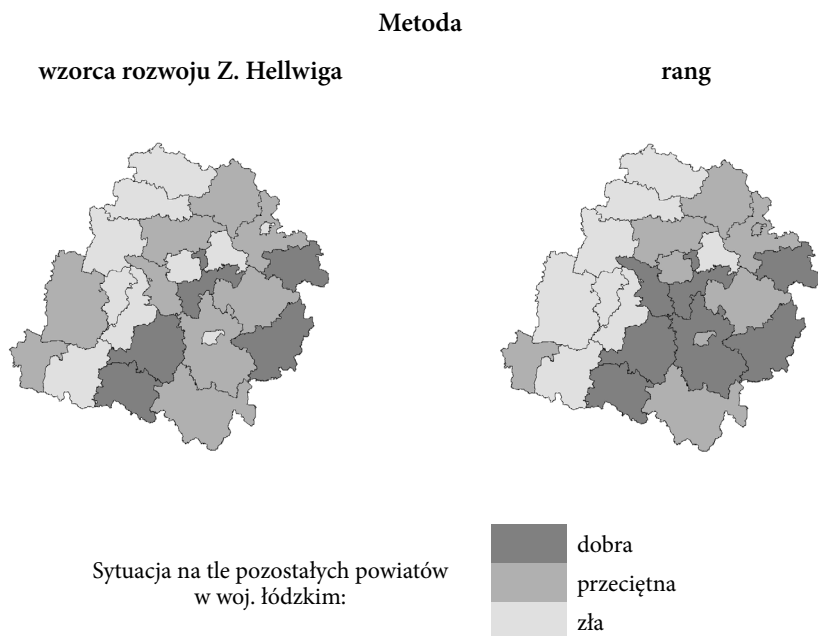 Metoda
wzorca rozwoju Z. Hellwiga
rang
Sytuacja na tle pozostałych powiatów
w woj. łódzkim:
dobra
przeciętna
zła